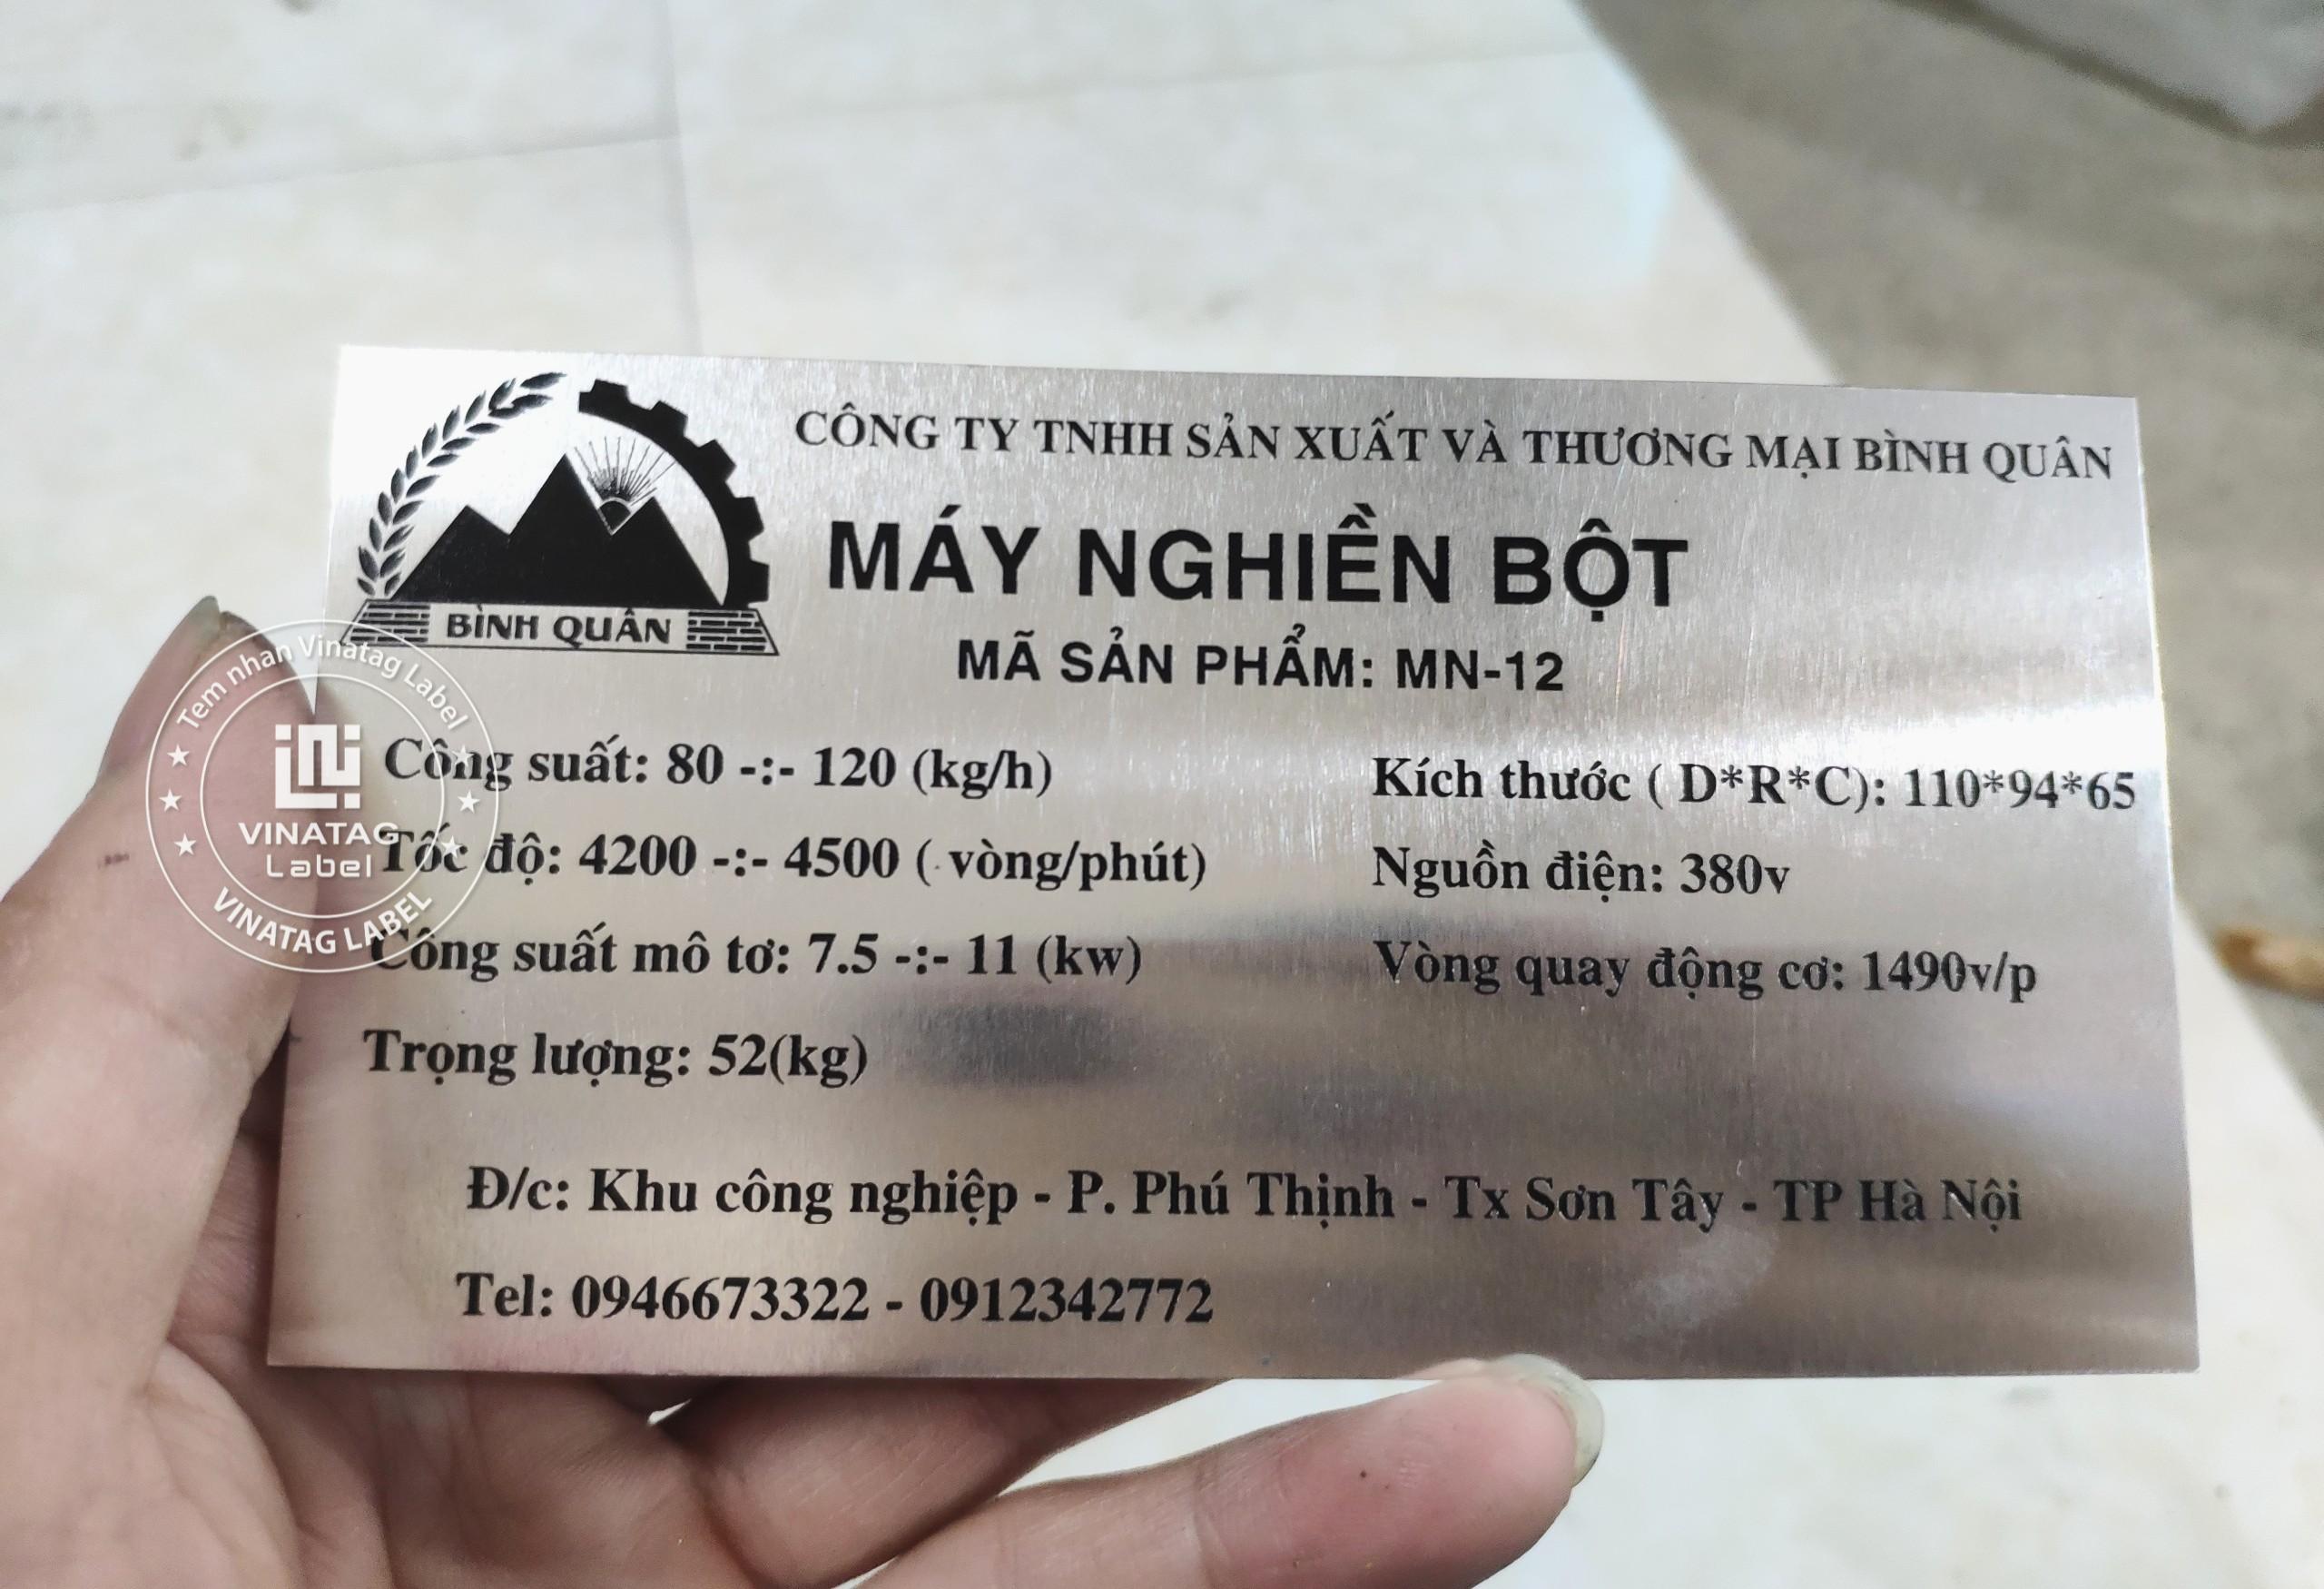 CÔNG TY TNHH SẢN XUẤT VÀ THƯƠNG MẠI BÌNH QUÂN
MÁY NGHIỀN BỘT
BÌNH QUÂN
MÃ SẢN PHẨM: MN-12
Công suất: 80 -:- 120 (kg/h)
Kích thước ( D*R*C): 110*94*65
Tốc độ: 4200 -:- 4500 ( vòng/phút)
Nguồn điện: 380v
Công suất mô tơ: 7.5 -:- 11 (kw)
Vòng quay động cơ: 1490v/p
Trọng lượng: 52(kg)
Đ/c: Khu công nghiệp - P. Phú Thịnh - Tx Sơn Tây - TP Hà Nội
Tel: 0946673322 - 0912342772
Tem nhan Vinatag Label
VINATAG
Label
VINATAG LABEL